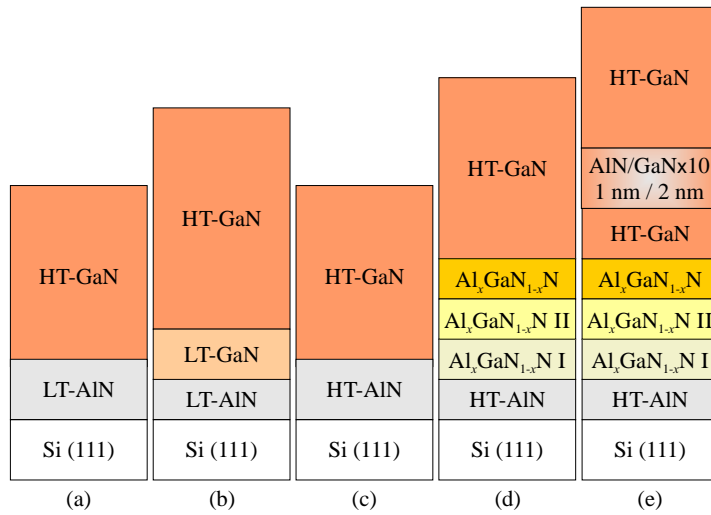 HT-GaN
LT-AlN
Si (111)
(a)
HT-GaN
LT-GaN
LT-AlN
Si (111)
(b)
HT-GaN
HT-AlN
Si (111)
(c)
HT-GaN
AlₓGaN₁₋ₓN
AlₓGaN₁₋ₓN II
AlₓGaN₁₋ₓN I
HT-AlN
Si (111)
(d)
HT-GaN
AlN/GaNx10
1 nm / 2 nm
HT-GaN
AlₓGaN₁₋ₓN
AlₓGaN₁₋ₓN II
AlₓGaN₁₋ₓN I
HT-AlN
Si (111)
(e)